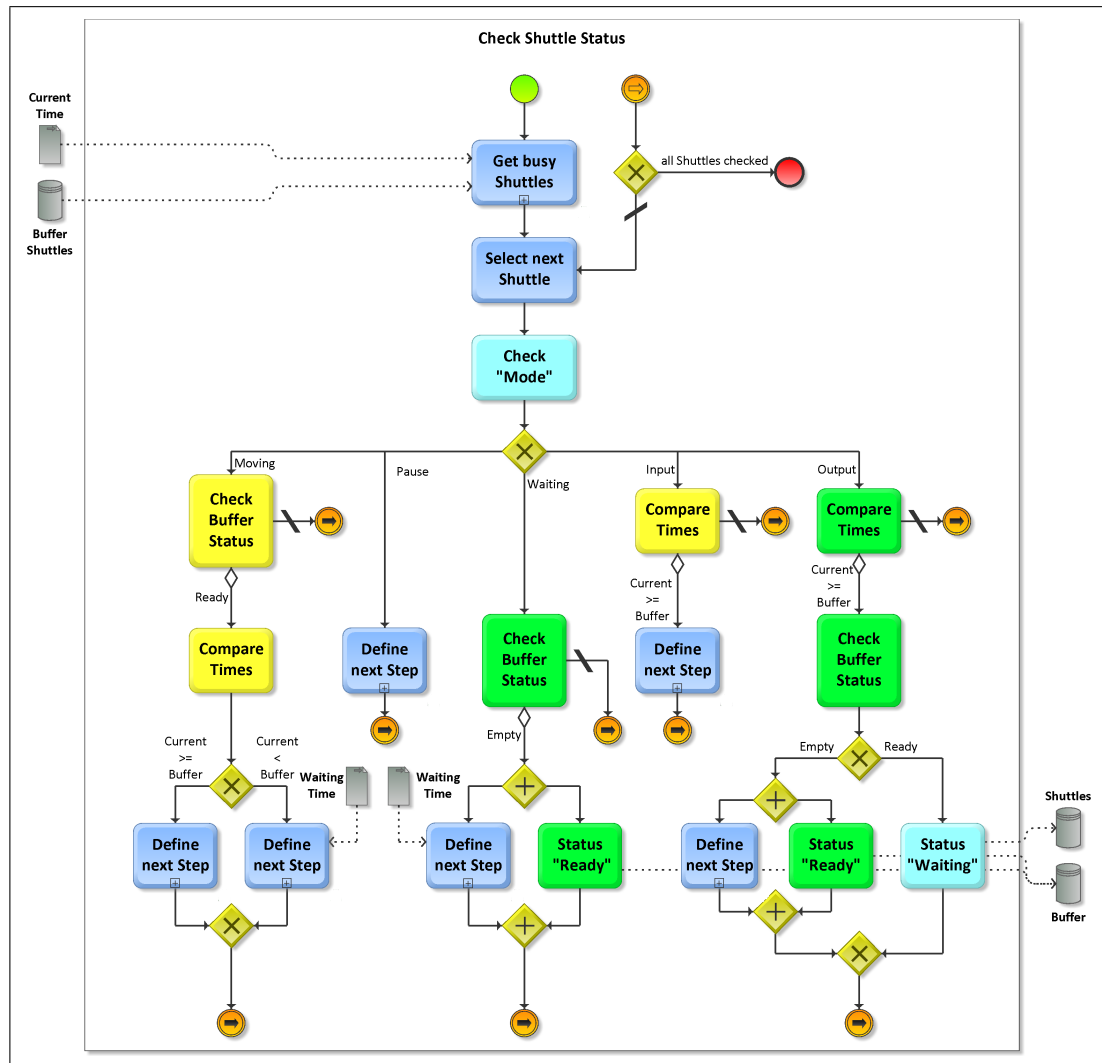 Check Shuttle Status
Current
Time
Buffer
Shuttles
Get busy
Shuttles
all Shuttles checked
Select next
Shuttle
Check
"Mode"
Moving
Pause
Waiting
Input
Output
Check
Buffer
Status
Compare
Times
Compare
Times
Ready
Current
>=
Buffer
Current
>=
Buffer
Compare
Times
Define
next Step
Check
Buffer
Status
Define
next Step
Check
Buffer
Status
Current
>=
Buffer
Current
<
Buffer
Waiting
Time
Waiting
Time
Empty
Empty
Ready
Define
next Step
Define
next Step
Define
next Step
Status
"Ready"
Define
next Step
Status
"Ready"
Status
"Waiting"
Shuttles
Buffer